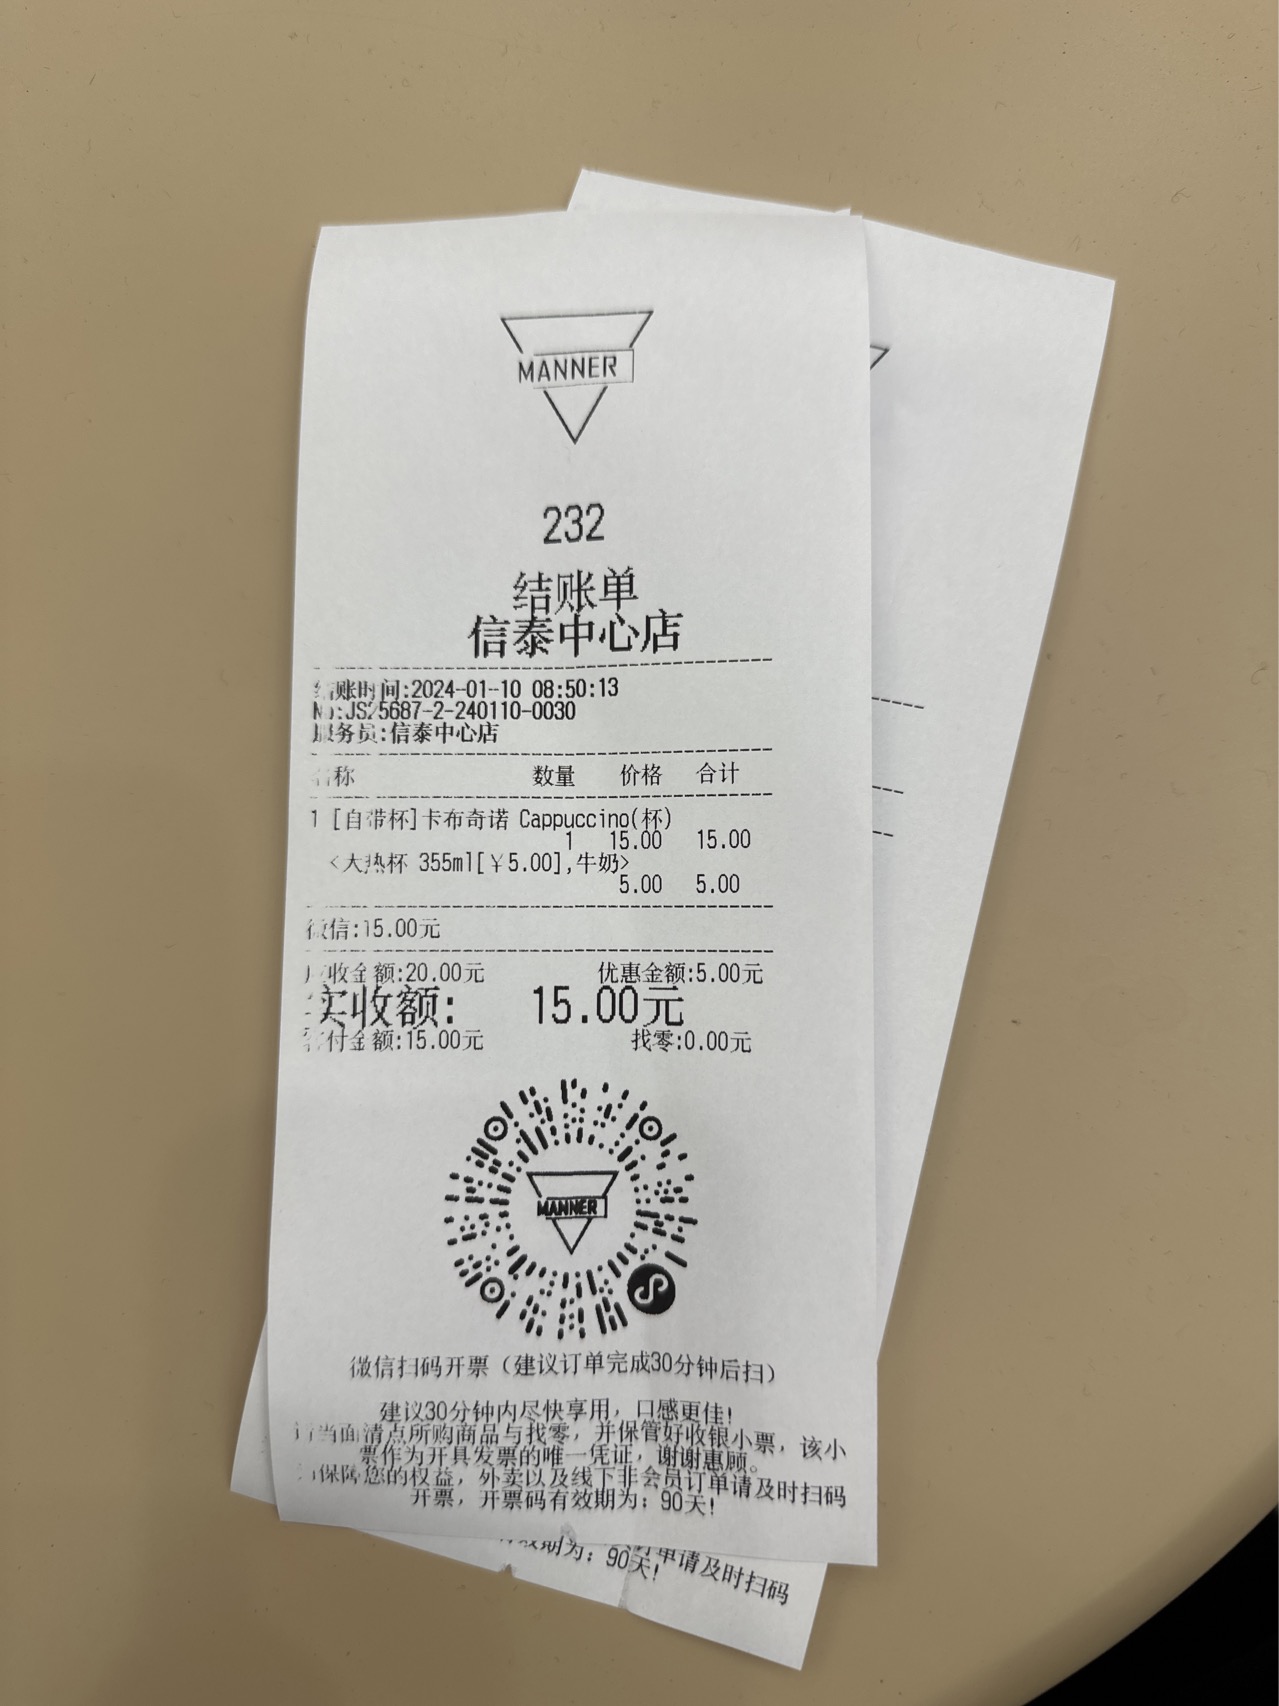 MANNER
232
结账单
信泰中心店
结账时间:2024-01-10 08:50:13
No:JS25687-2-240110-0030
服务员:信泰中心店
名称 数量 价格 合计
1 [自带杯]卡布奇诺 Cappuccino(杯)
1 15.00 15.00
<大热杯 355ml[￥5.00],牛奶>
5.00 5.00
微信:15.00元
应收金额:20.00元 优惠金额:5.00元
实收额: 15.00元
客付金额:15.00元 找零:0.00元
MANNER
微信扫码开票（建议订单完成30分钟后扫）
建议30分钟内尽快享用，口感更佳！
请当面清点所购商品与找零，并保管好收银小票，该小
票作为开具发票的唯一凭证，谢谢惠顾。
为保障您的权益，外卖以及线下非会员订单请及时扫码
开票，开票码有效期为：90天！
订单请及时扫码
效期为：90天！